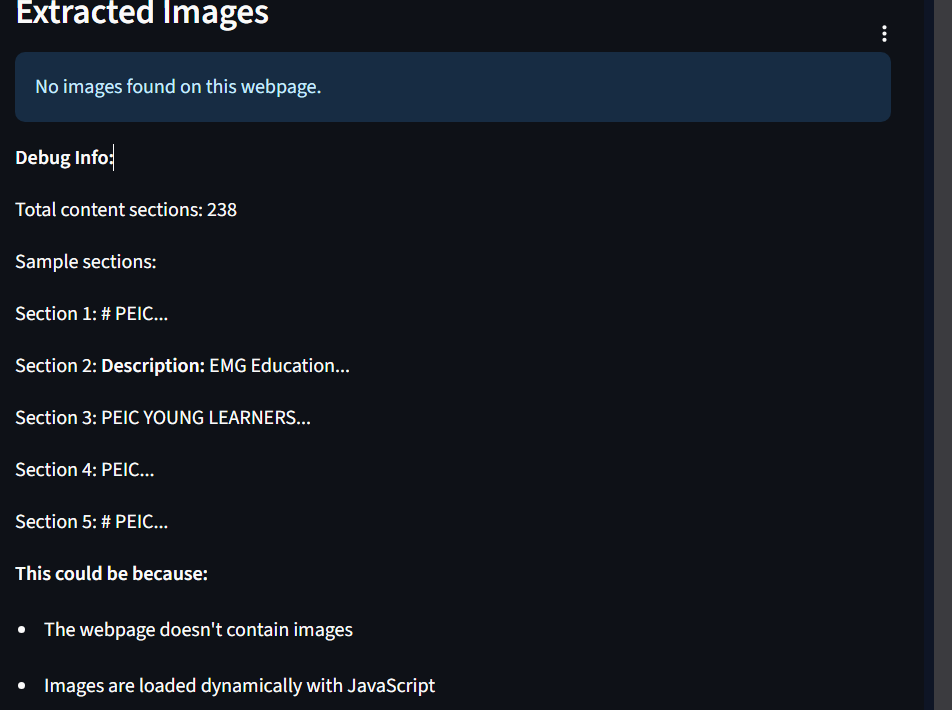 Extracted Images
No images found on this webpage.
Debug Info:
Total content sections: 238
Sample sections:
Section 1: # PEIC...
Section 2: Description: EMG Education...
Section 3: PEIC YOUNG LEARNERS...
Section 4: PEIC...
Section 5: # PEIC...
This could be because:
• The webpage doesn't contain images
• Images are loaded dynamically with JavaScript